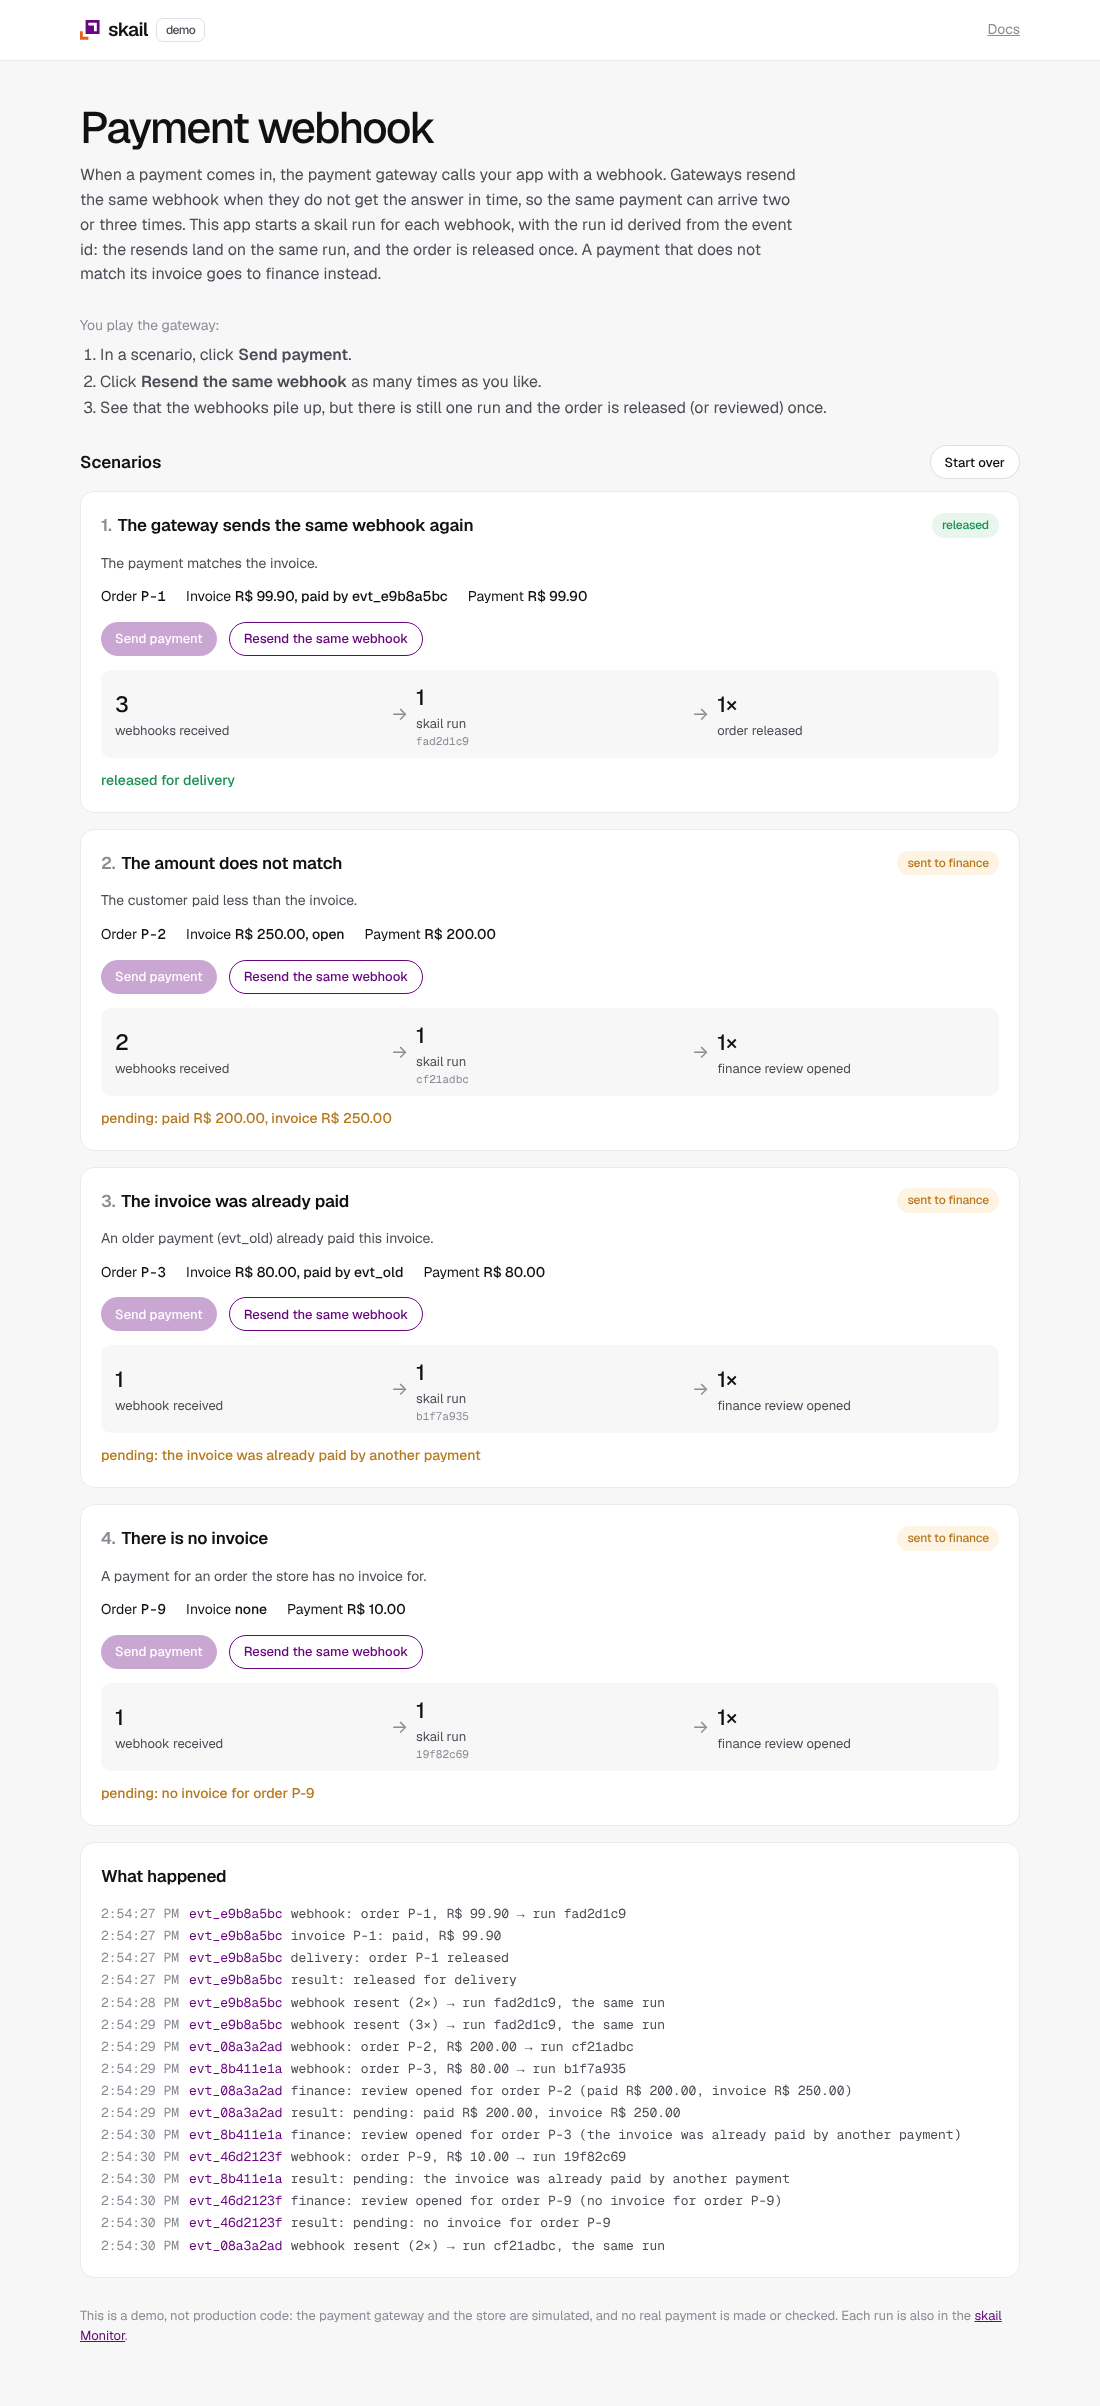 skail demo Docs
Payment webhook
When a payment comes in, the payment gateway calls your app with a webhook. Gateways resend
the same webhook when they do not get the answer in time, so the same payment can arrive two
or three times. This app starts a skail run for each webhook, with the run id derived from the event
id: the resends land on the same run, and the order is released once. A payment that does not
match its invoice goes to finance instead.
You play the gateway:
1. In a scenario, click Send payment.
2. Click Resend the same webhook as many times as you like.
3. See that the webhooks pile up, but there is still one run and the order is released (or reviewed) once.
Scenarios Start over
1. The gateway sends the same webhook again released
The payment matches the invoice.
Order P-1 Invoice R$ 99.90, paid by evt_e9b8a5bc Payment R$ 99.90
Send payment Resend the same webhook
3 → 1 → 1×
webhooks received skail run order released
fad2d1c9
released for delivery
2. The amount does not match sent to finance
The customer paid less than the invoice.
Order P-2 Invoice R$ 250.00, open Payment R$ 200.00
Send payment Resend the same webhook
2 → 1 → 1×
webhooks received skail run finance review opened
cf21adbc
pending: paid R$ 200.00, invoice R$ 250.00
3. The invoice was already paid sent to finance
An older payment (evt_old) already paid this invoice.
Order P-3 Invoice R$ 80.00, paid by evt_old Payment R$ 80.00
Send payment Resend the same webhook
1 → 1 → 1×
webhook received skail run finance review opened
b1f7a935
pending: the invoice was already paid by another payment
4. There is no invoice sent to finance
A payment for an order the store has no invoice for.
Order P-9 Invoice none Payment R$ 10.00
Send payment Resend the same webhook
1 → 1 → 1×
webhook received skail run finance review opened
19f82c69
pending: no invoice for order P-9
What happened
2:54:27 PM evt_e9b8a5bc webhook: order P-1, R$ 99.90 → run fad2d1c9
2:54:27 PM evt_e9b8a5bc invoice P-1: paid, R$ 99.90
2:54:27 PM evt_e9b8a5bc delivery: order P-1 released
2:54:27 PM evt_e9b8a5bc result: released for delivery
2:54:28 PM evt_e9b8a5bc webhook resent (2×) → run fad2d1c9, the same run
2:54:29 PM evt_e9b8a5bc webhook resent (3×) → run fad2d1c9, the same run
2:54:29 PM evt_08a3a2ad webhook: order P-2, R$ 200.00 → run cf21adbc
2:54:29 PM evt_8b411e1a webhook: order P-3, R$ 80.00 → run b1f7a935
2:54:29 PM evt_08a3a2ad finance: review opened for order P-2 (paid R$ 200.00, invoice R$ 250.00)
2:54:29 PM evt_08a3a2ad result: pending: paid R$ 200.00, invoice R$ 250.00
2:54:30 PM evt_8b411e1a finance: review opened for order P-3 (the invoice was already paid by another payment)
2:54:30 PM evt_46d2123f webhook: order P-9, R$ 10.00 → run 19f82c69
2:54:30 PM evt_8b411e1a result: pending: the invoice was already paid by another payment
2:54:30 PM evt_46d2123f finance: review opened for order P-9 (no invoice for order P-9)
2:54:30 PM evt_46d2123f result: pending: no invoice for order P-9
2:54:30 PM evt_08a3a2ad webhook resent (2×) → run cf21adbc, the same run
This is a demo, not production code: the payment gateway and the store are simulated, and no real payment is made or checked. Each run is also in the skail
Monitor.